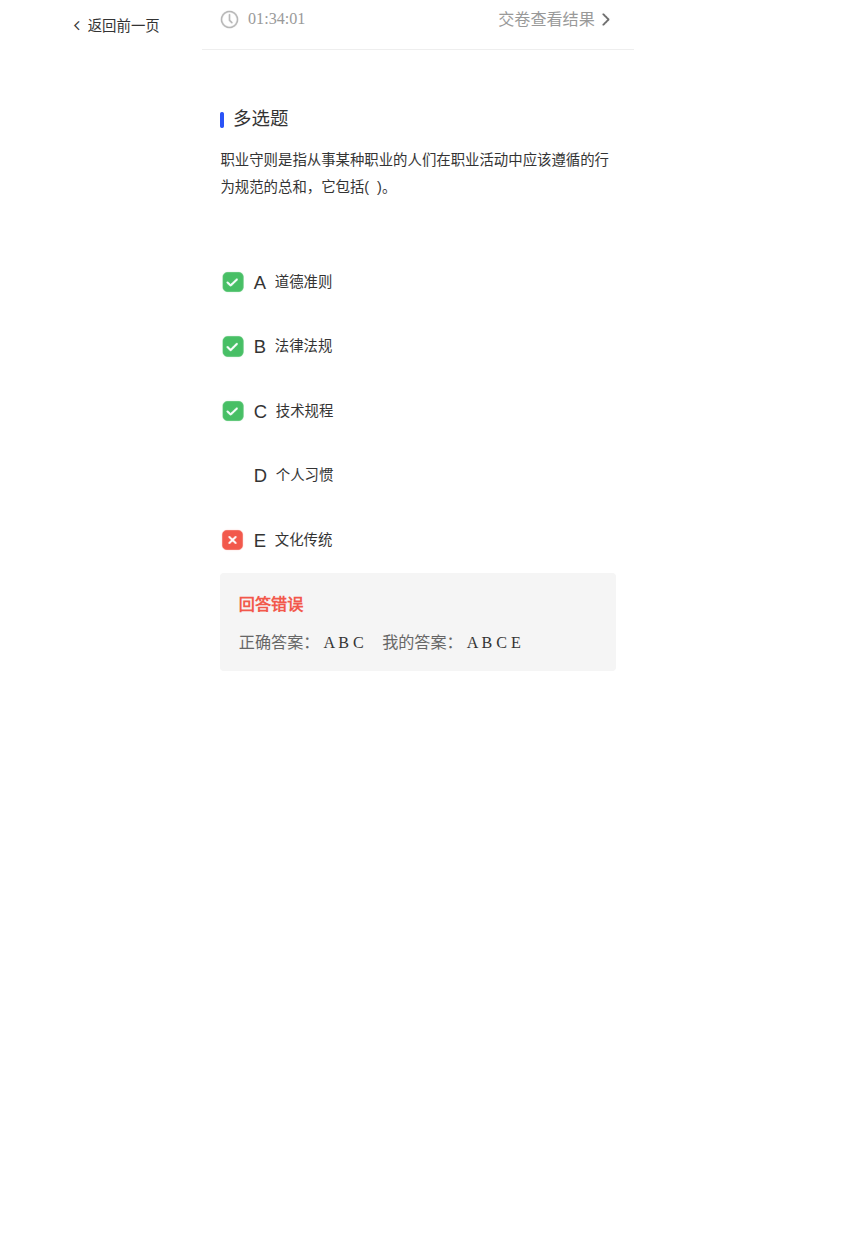 返回前一页
01:34:01 交卷查看结果
多选题
职业守则是指从事某种职业的人们在职业活动中应该遵循的行
为规范的总和，它包括( )。
A 道德准则
B 法律法规
C 技术规程
D 个人习惯
E 文化传统
回答错误
正确答案： A B C 我的答案： A B C E